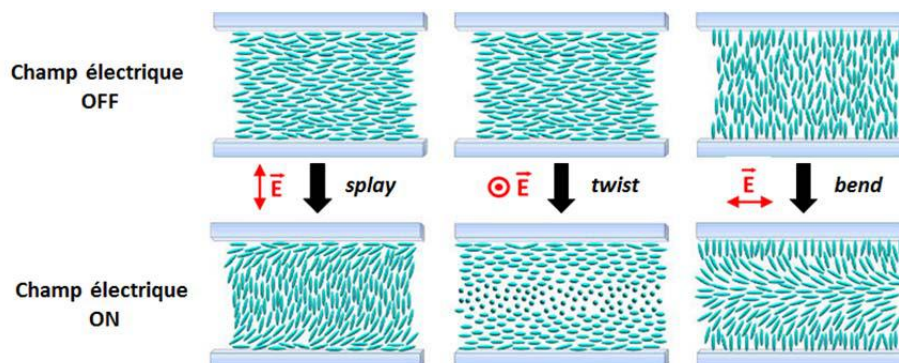 Champ électrique
OFF
E splay
⊙ E twist
E bend
Champ électrique
ON